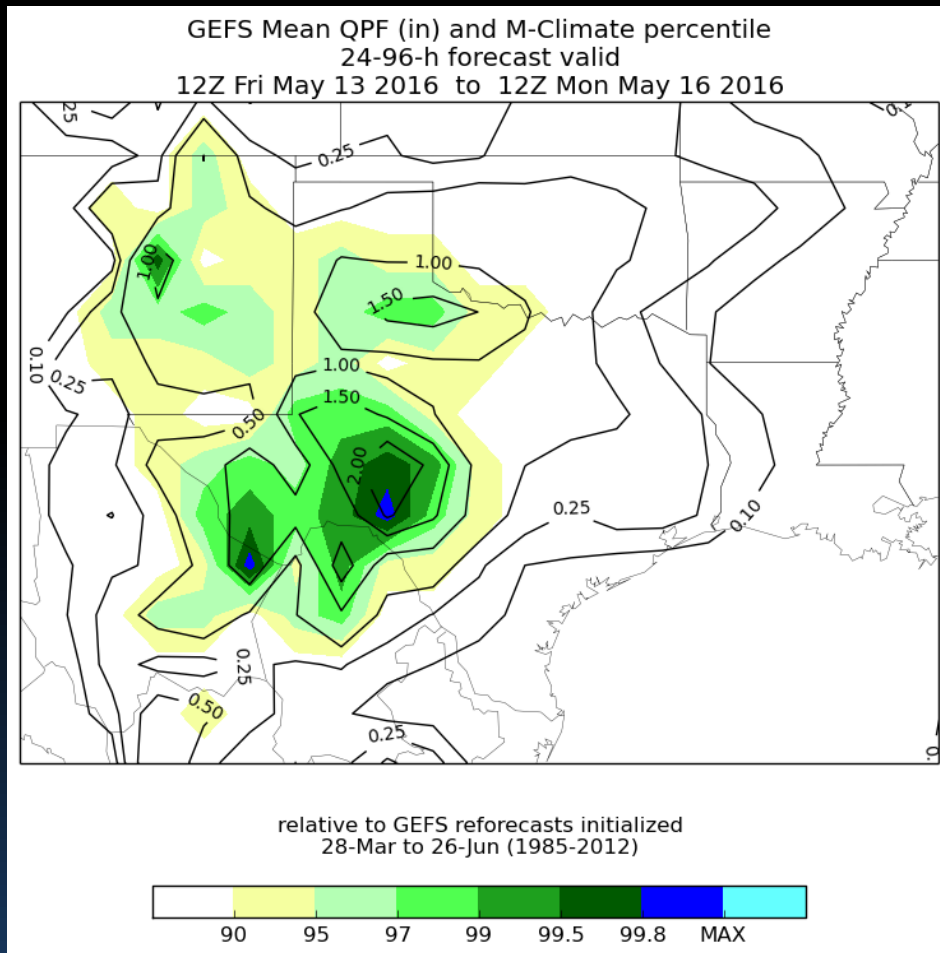 GEFS Mean QPF (in) and M-Climate percentile
24-96-h forecast valid
12Z Fri May 13 2016 to 12Z Mon May 16 2016
0.25
1.00
1.00
1.50
0.10
0.25
1.00
1.50
0.50
2.00
0.25
0.10
0.25
0.50
0.25
relative to GEFS reforecasts initialized
28-Mar to 26-Jun (1985-2012)
90 95 97 99 99.5 99.8 MAX